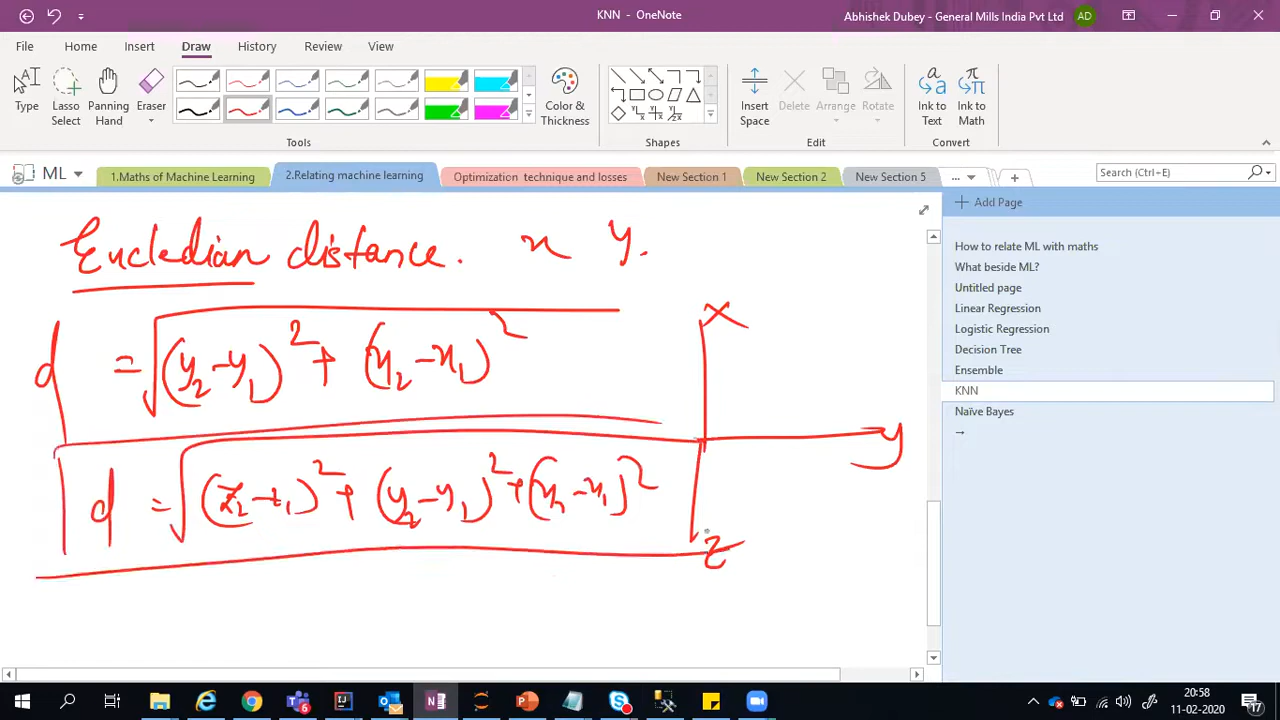 KNN - OneNote
Abhishek Dubey - General Mills India Pvt Ltd AD
File Home Insert Draw History Review View
Type
Lasso Select
Panning Hand
Eraser
Color & Thickness
Insert Space
Delete
Arrange
Rotate
Ink to Text
Ink to Math
Tools
Shapes
Edit
Convert
ML
1.Maths of Machine Learning
2.Relating machine learning
Optimization technique and losses
New Section 1
New Section 2
New Section 5
...
Search (Ctrl+E)
Add Page
How to relate ML with maths
What beside ML?
Untitled page
Linear Regression
Logistic Regression
Decision Tree
Ensemble
KNN
Naïve Bayes
→
Eucledian distance. x y.
d = √(y₂-y₁)² + (x₂-x₁)²
d = √(z₂-z₁)² + (y₂-y₁)² + (x₂-x₁)²
x
y
z
20:58
11-02-2020
17